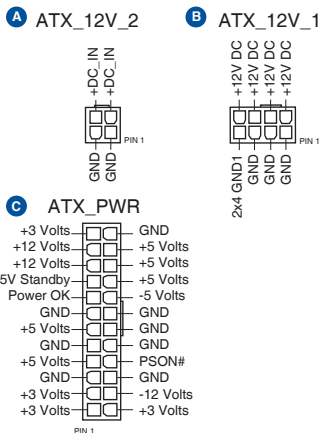 A ATX_12V_2
+DC_IN
+DC_IN
PIN 1
GND
GND
B ATX_12V_1
+12V DC
+12V DC
+12V DC
+12V DC
PIN 1
2x4 GND1
GND
GND
GND
C ATX_PWR
+3 Volts GND
+12 Volts +5 Volts
+12 Volts +5 Volts
5V Standby +5 Volts
Power OK -5 Volts
GND GND
+5 Volts GND
GND GND
+5 Volts PSON#
GND GND
+3 Volts -12 Volts
+3 Volts +3 Volts
PIN 1